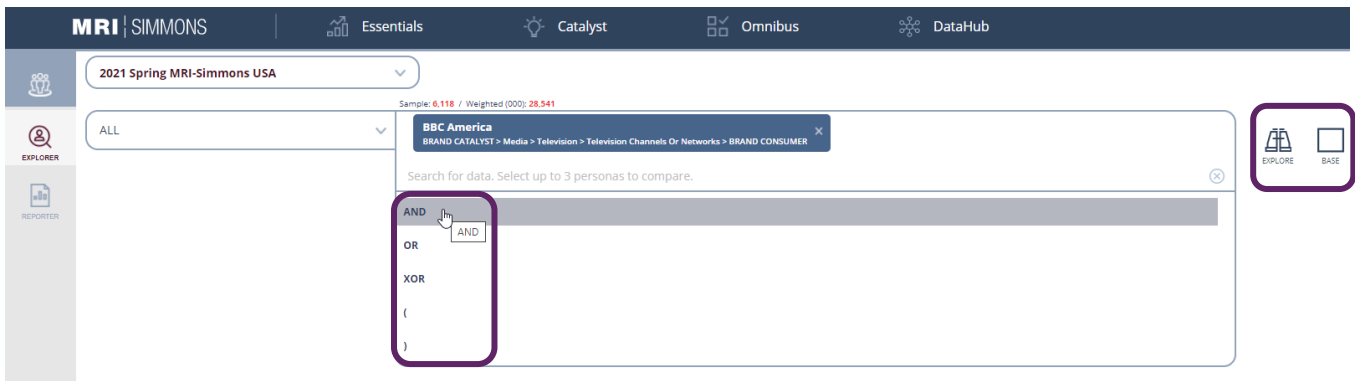 MRI SIMMONS
Essentials
Catalyst
Omnibus
DataHub
2021 Spring MRI-Simmons USA
Sample: 6,118 / Weighted (000): 28,541
ALL
BBC America
BRAND CATALYST > Media > Television > Television Channels Or Networks > BRAND CONSUMER
×
EXPLORER
EXPLORE
BASE
Search for data. Select up to 3 personas to compare.
REPORTER
AND
AND
OR
XOR
(
)